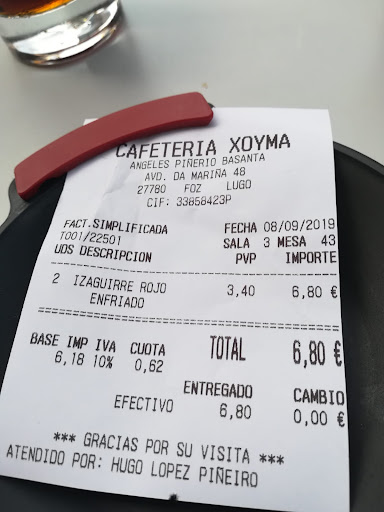 CAFETERIA XOYMA
ANGELES PIÑERIO BASANTA
AVD. DA MARIÑA 48
27780 FOZ LUGO
CIF: 33858423P
FACT.SIMPLIFICADA FECHA 08/09/2019
T001/22501 SALA 3 MESA 43
UDS DESCRIPCION PVP IMPORTE
2 IZAGUIRRE ROJO 3,40 6,80 €
ENFRIADO
BASE IMP IVA CUOTA TOTAL 6,80 €
6,18 10% 0,62
ENTREGADO CAMBIO
EFECTIVO 6,80 0,00 €
*** GRACIAS POR SU VISITA ***
ATENDIDO POR: HUGO LOPEZ PIÑEIRO